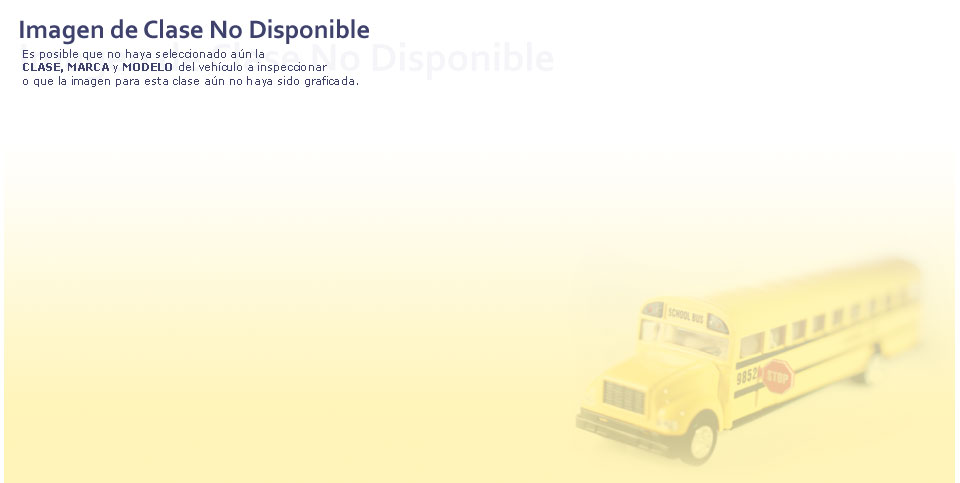 Imagen de Clase No Disponible
Es posible que no haya seleccionado aún la
CLASE, MARCA y MODELO del vehículo a inspeccionar
o que la imagen para esta clase aún no haya sido graficada.
SCHOOL BUS
9852
STOP